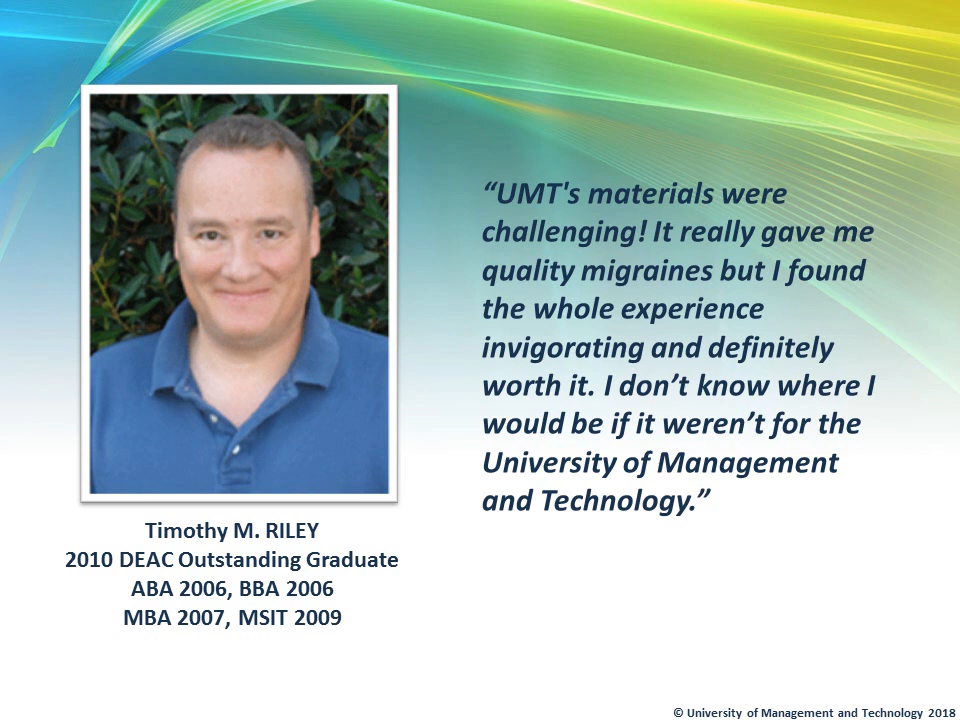 “UMT's materials were
challenging! It really gave me
quality migraines but I found
the whole experience
invigorating and definitely
worth it. I don’t know where I
would be if it weren’t for the
University of Management
and Technology.”
Timothy M. RILEY
2010 DEAC Outstanding Graduate
ABA 2006, BBA 2006
MBA 2007, MSIT 2009
© University of Management and Technology 2018